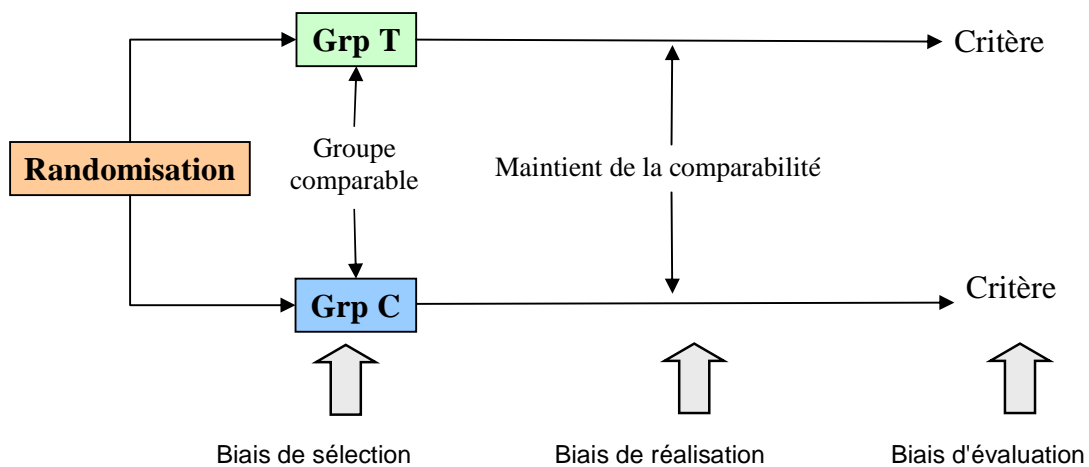 Grp T
Critère
Randomisation
Groupe
comparable
Maintient de la comparabilité
Grp C
Critère
Biais de sélection
Biais de réalisation
Biais d'évaluation